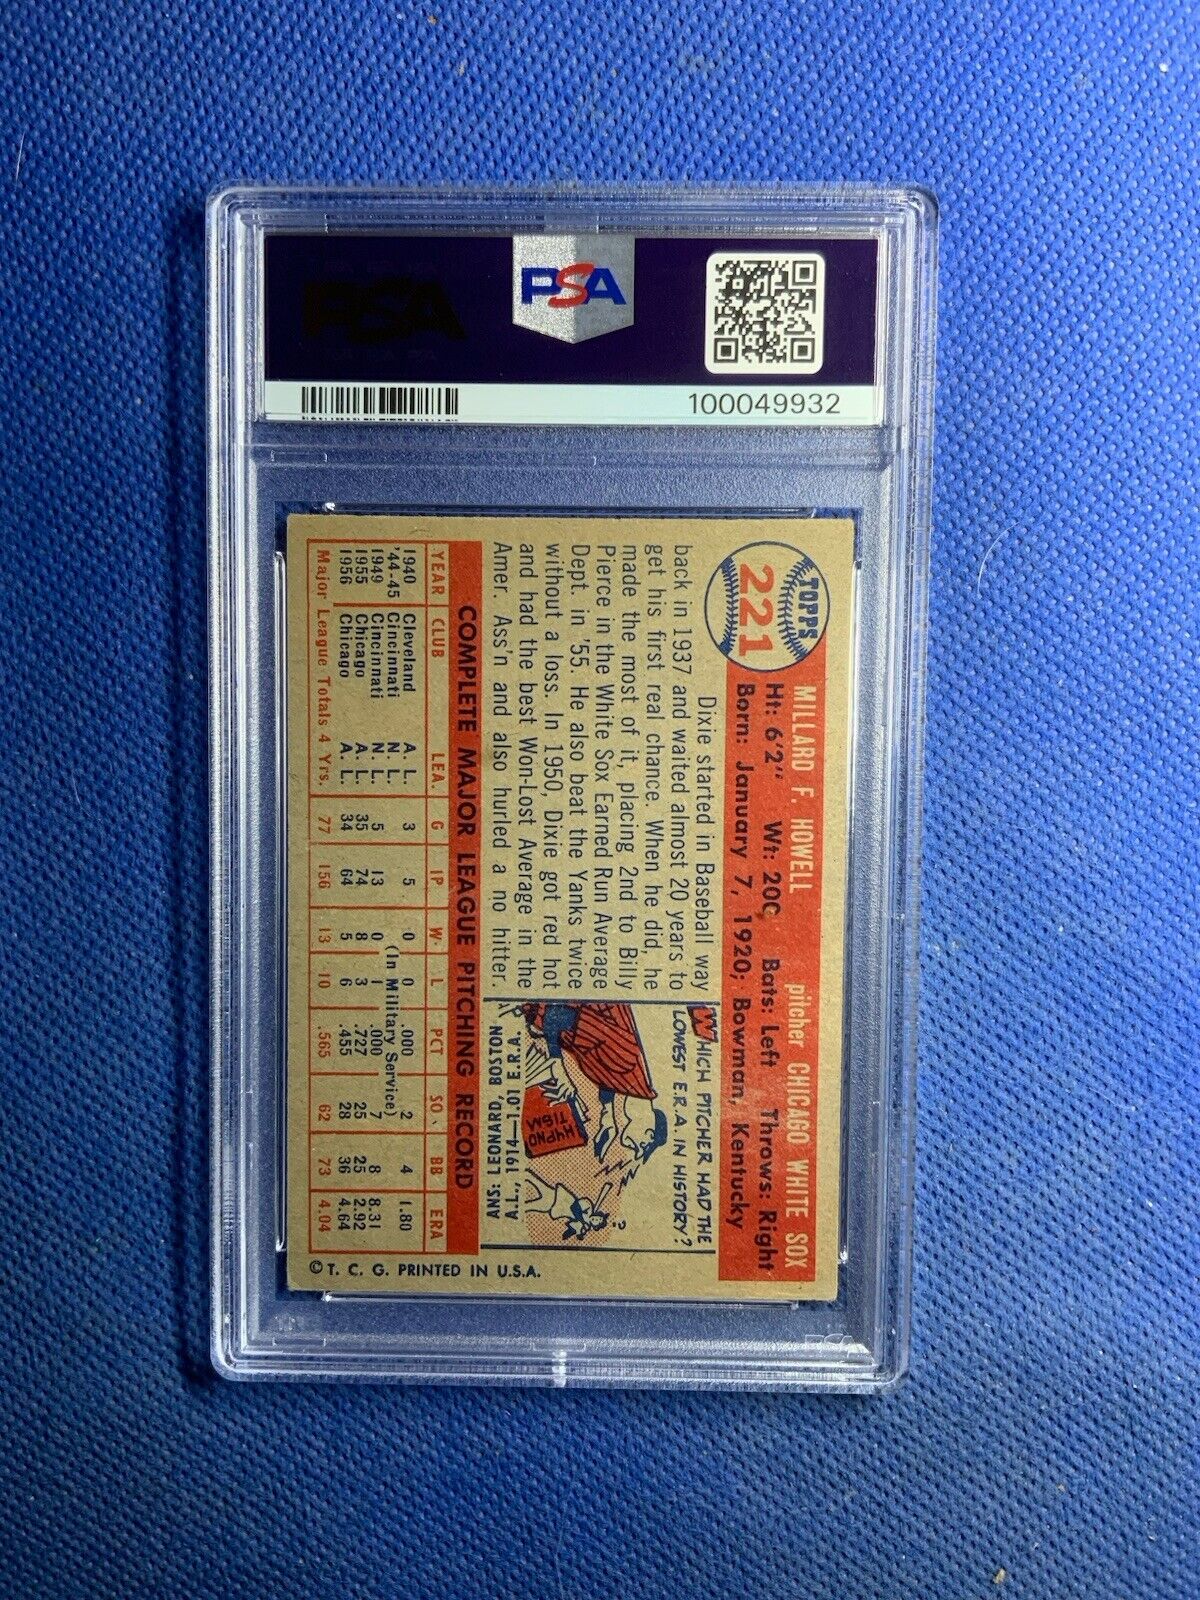 PSA
PSA
100049932
TOPPS
221
MILLARD F. HOWELL pitcher CHICAGO WHITE SOX
Ht: 6'2" Wt: 200 Bats: Left Throws: Right
Born: January 7, 1920; Bowman, Kentucky
Dixie started in Baseball way
back in 1937 and waited almost 20 years to
get his first real chance. When he did, he
made the most of it, placing 2nd to Billy
Pierce in the White Sox Earned Run Average
Dept. in '55. He also beat the Yanks twice
without a loss. In 1950, Dixie got red hot
and had the best Won-Lost Average in the
Amer. Ass'n and also hurled a no hitter.
WHICH PITCHER HAD THE
LOWEST E.R.A. IN HISTORY?
HYPNO
TISM
?
ANS: LEONARD, BOSTON
A.L., 1914—1.01 E.R.A.
COMPLETE MAJOR LEAGUE PITCHING RECORD
YEAR CLUB LEA. G IP W. L PCT SO. BB ERA
1940 Cleveland A. L. 3 5 0 0 .000 2 4 1.80
'44-45 Cincinnati N. L. (In Military Service)
1949 Cincinnati N. L. 5 13 0 1 .000 7 8 8.31
1955 Chicago A. L. 35 74 8 3 .727 25 25 2.92
1956 Chicago A. L. 34 64 5 6 .455 28 36 4.64
Major League Totals 4 Yrs. 77 156 13 10 .565 62 73 4.04
© T. C. G. PRINTED IN U.S.A.
PSA